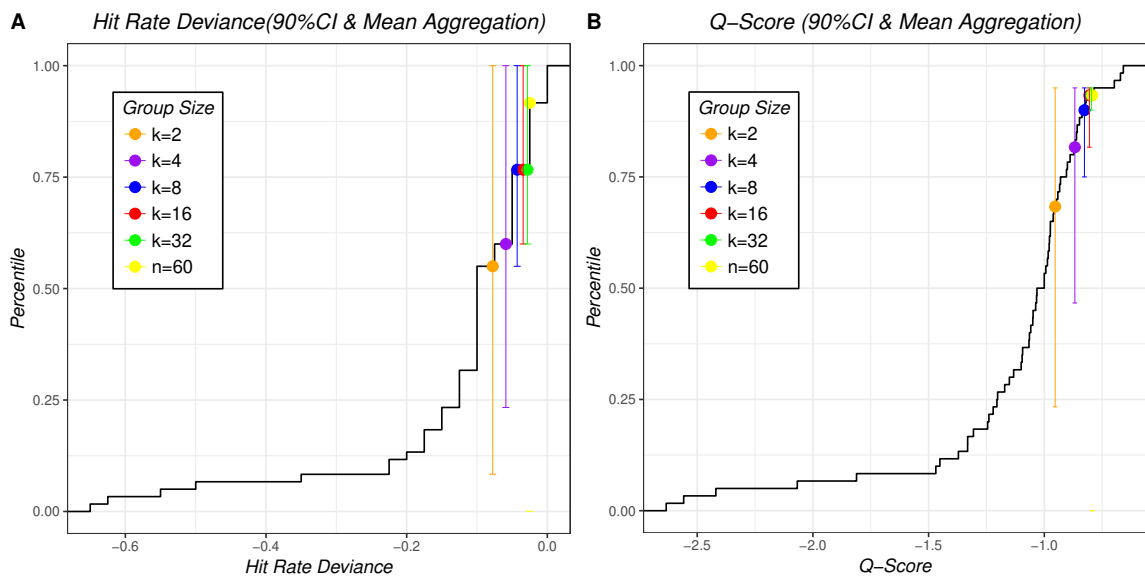 A
Hit Rate Deviance(90%CI & Mean Aggregation)
Percentile
1.00
0.75
0.50
0.25
0.00
Group Size
k=2
k=4
k=8
k=16
k=32
n=60
−0.6
−0.4
−0.2
0.0
Hit Rate Deviance
B
Q−Score (90%CI & Mean Aggregation)
Percentile
1.00
0.75
0.50
0.25
0.00
Group Size
k=2
k=4
k=8
k=16
k=32
n=60
−2.5
−2.0
−1.5
−1.0
Q−Score